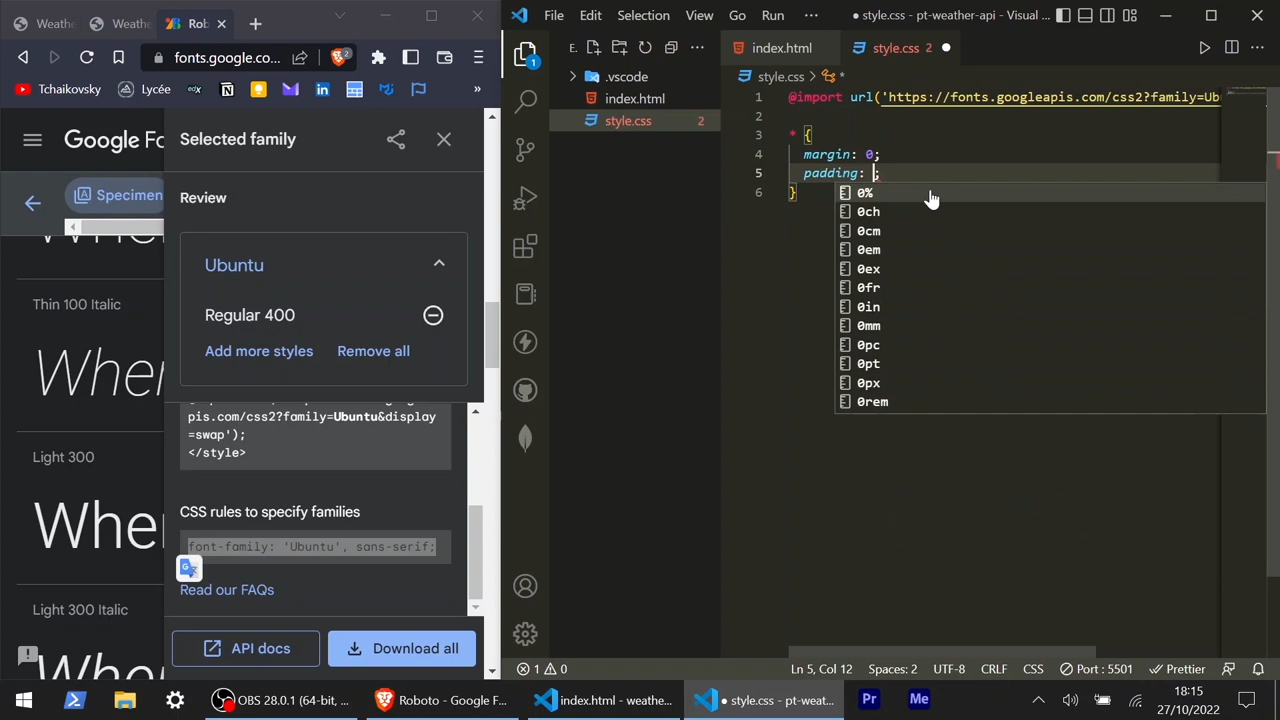 Weathe
Weathe
Robo
fonts.google.co...
2
Tchaikovsky
Lycée
»
Google Fo
Specimen
Thin 100 Italic
Wher
Light 300
Wher
Light 300 Italic
Selected family
Review
Ubuntu
Regular 400
Add more styles
Remove all
pis.com/css2?family=Ubuntu&display
=swap');
</style>
CSS rules to specify families
font-family: 'Ubuntu', sans-serif;
Read our FAQs
API docs
Download all
File Edit Selection View Go Run ···
● style.css - pt-weather-api - Visual ...
E.
.vscode
index.html
style.css 2
1
index.html
style.css 2
style.css > *
1 @import url('https://fonts.googleapis.com/css2?family=Ub
2
3 * {
4 margin: 0;
5 padding: ;
6 }
0%
0ch
0cm
0em
0ex
0fr
0in
0mm
0pc
0pt
0px
0rem
1 0
Ln 5, Col 12
Spaces: 2
UTF-8
CRLF
CSS
Port : 5501
Prettier
OBS 28.0.1 (64-bit, ...
Roboto - Google F...
index.html - weathe...
● style.css - pt-weat...
Pr
Me
18:15
27/10/2022